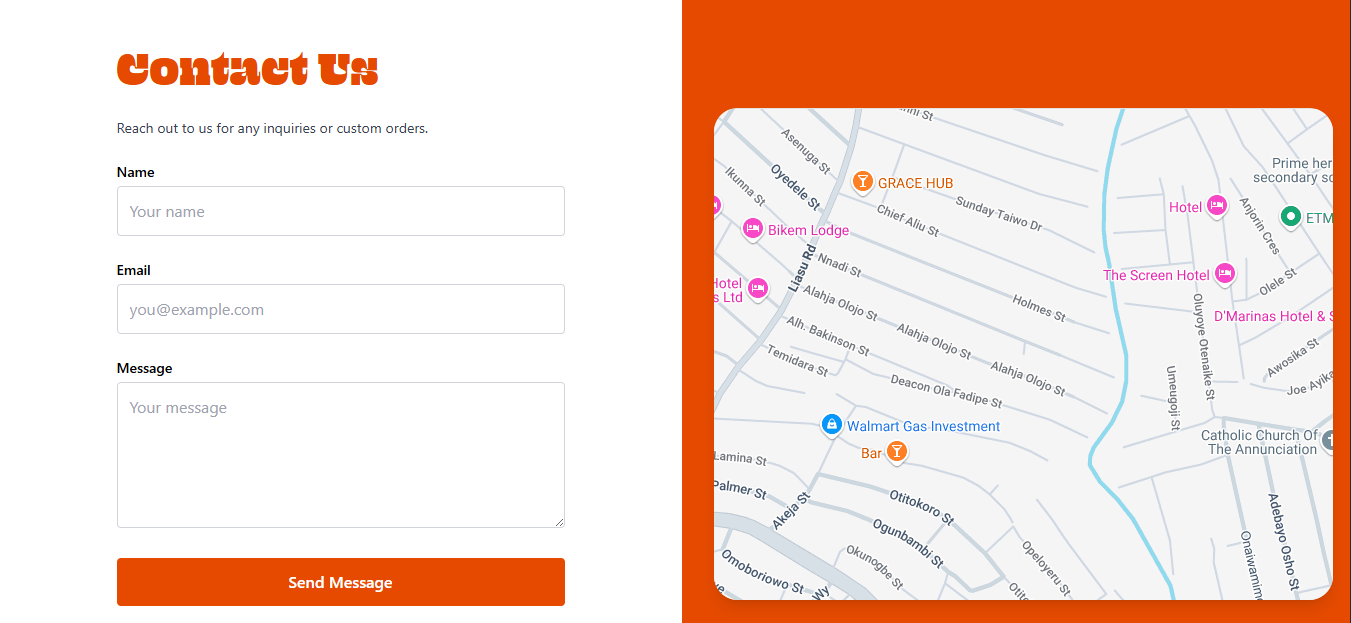 Contact Us
Reach out to us for any inquiries or custom orders.
Name
Your name
Email
you@example.com
Message
Your message
Send Message
Asenuga St
Ikunna St
Oyedele St
GRACE HUB
Chief Aliu St
Sunday Taiwo Dr
Bikem Lodge
Liasu Rd
Nnadi St
Hotel
s Ltd
Alahja Olojo St
Holmes St
Alh. Bakinson St
Alahja Olojo St
Temidara St
Alahja Olojo St
Deacon Ola Fadipe St
Walmart Gas Investment
Bar
Lamina St
Palmer St
Akeja St
Otitokoro St
Ogunbambi St
Okunogbe St
Opeloyeru St
Omoboriowo St
Wy
Prime her
secondary sc
Hotel
Anjorin Cres
ETM
The Screen Hotel
Olele St
Oluyoye Otenaike St
D'Marinas Hotel & S
Awosika St
Joe Ayika
Umeugoji St
Catholic Church Of
The Annunciation
Adebayo Osho St
Onaiwamimo